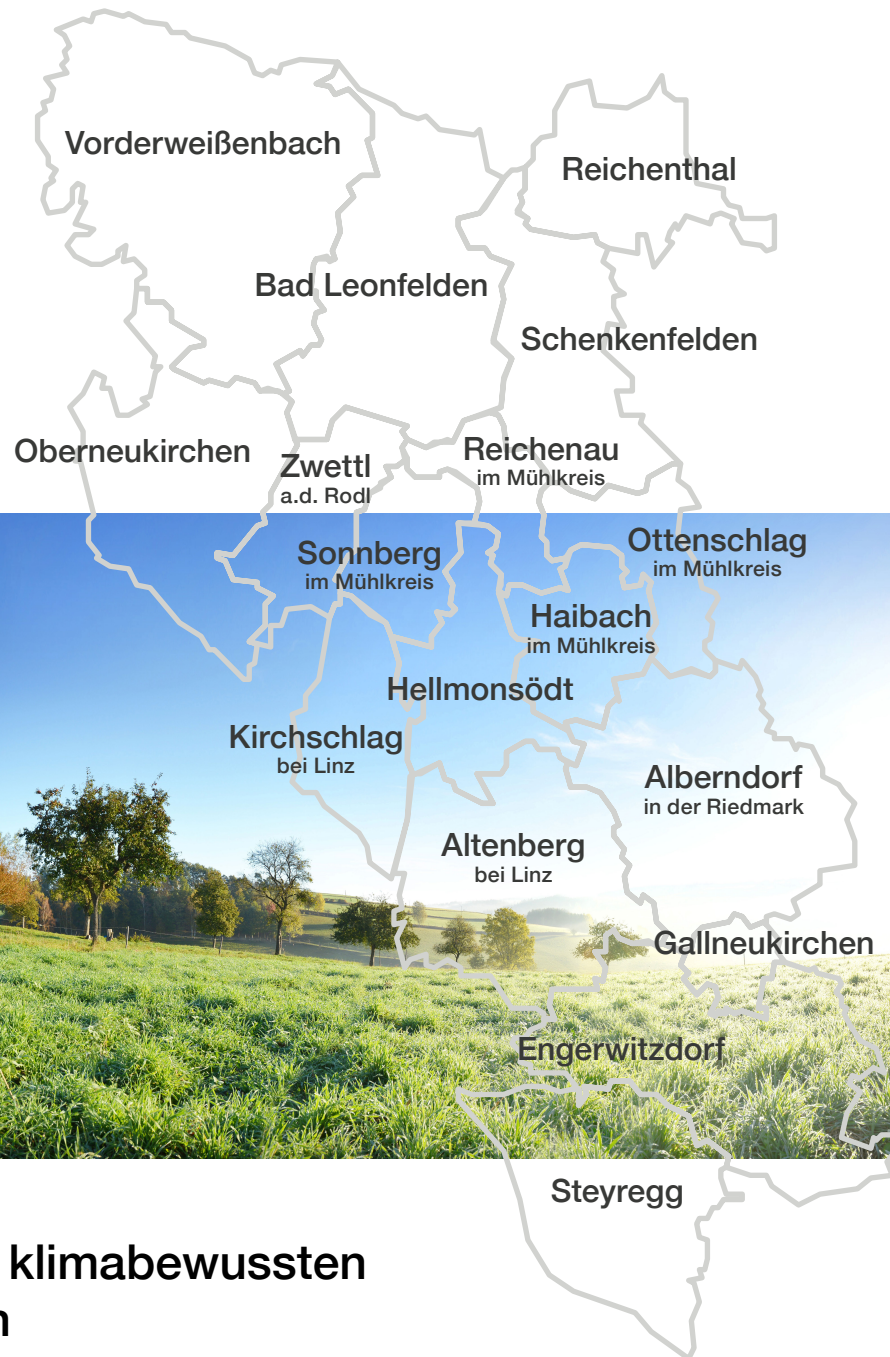 Vorderweißenbach
Reichenthal
Bad Leonfelden
Schenkenfelden
Oberneukirchen
Zwettl
a.d. Rodl
Reichenau
im Mühlkreis
Sonnberg
im Mühlkreis
Ottenschlag
im Mühlkreis
Haibach
im Mühlkreis
Hellmonsödt
Kirchschlag
bei Linz
Alberndorf
in der Riedmark
Altenberg
bei Linz
Gallneukirchen
Engerwitzdorf
Steyregg
klimabewussten